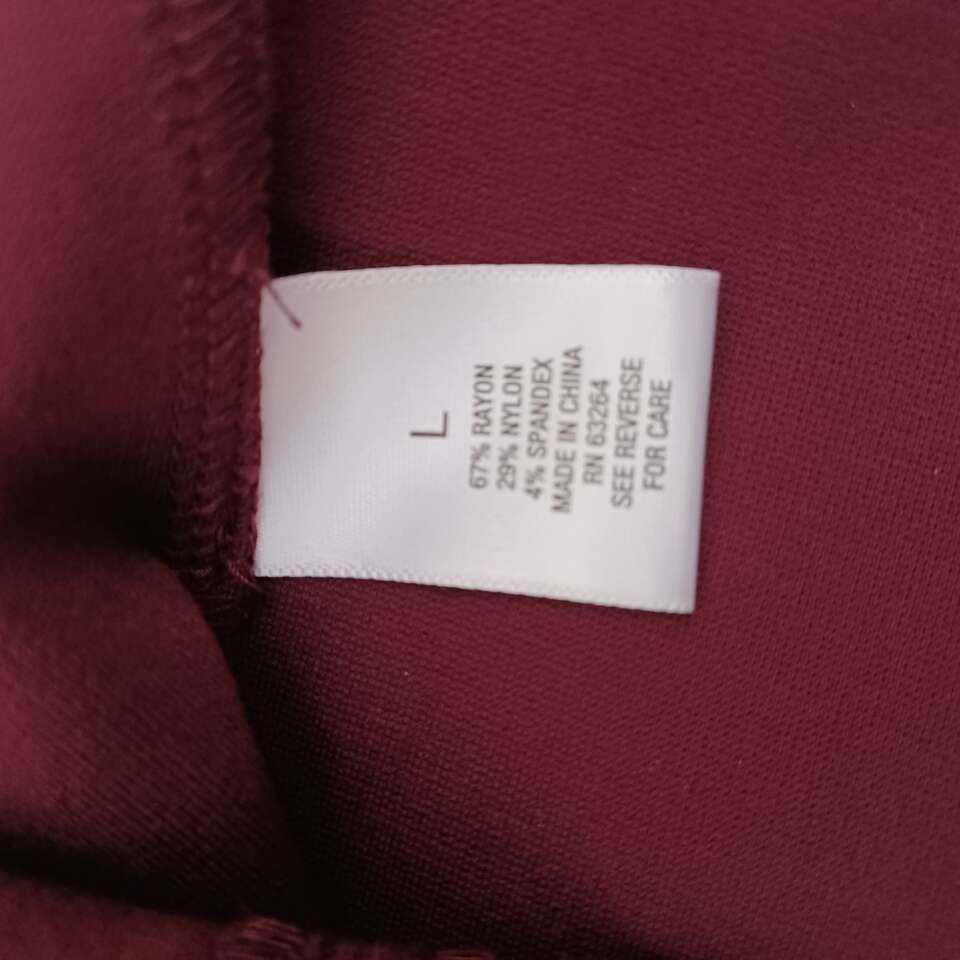 L
67% RAYON
29% NYLON
4% SPANDEX
MADE IN CHINA
RN 63264
SEE REVERSE
FOR CARE